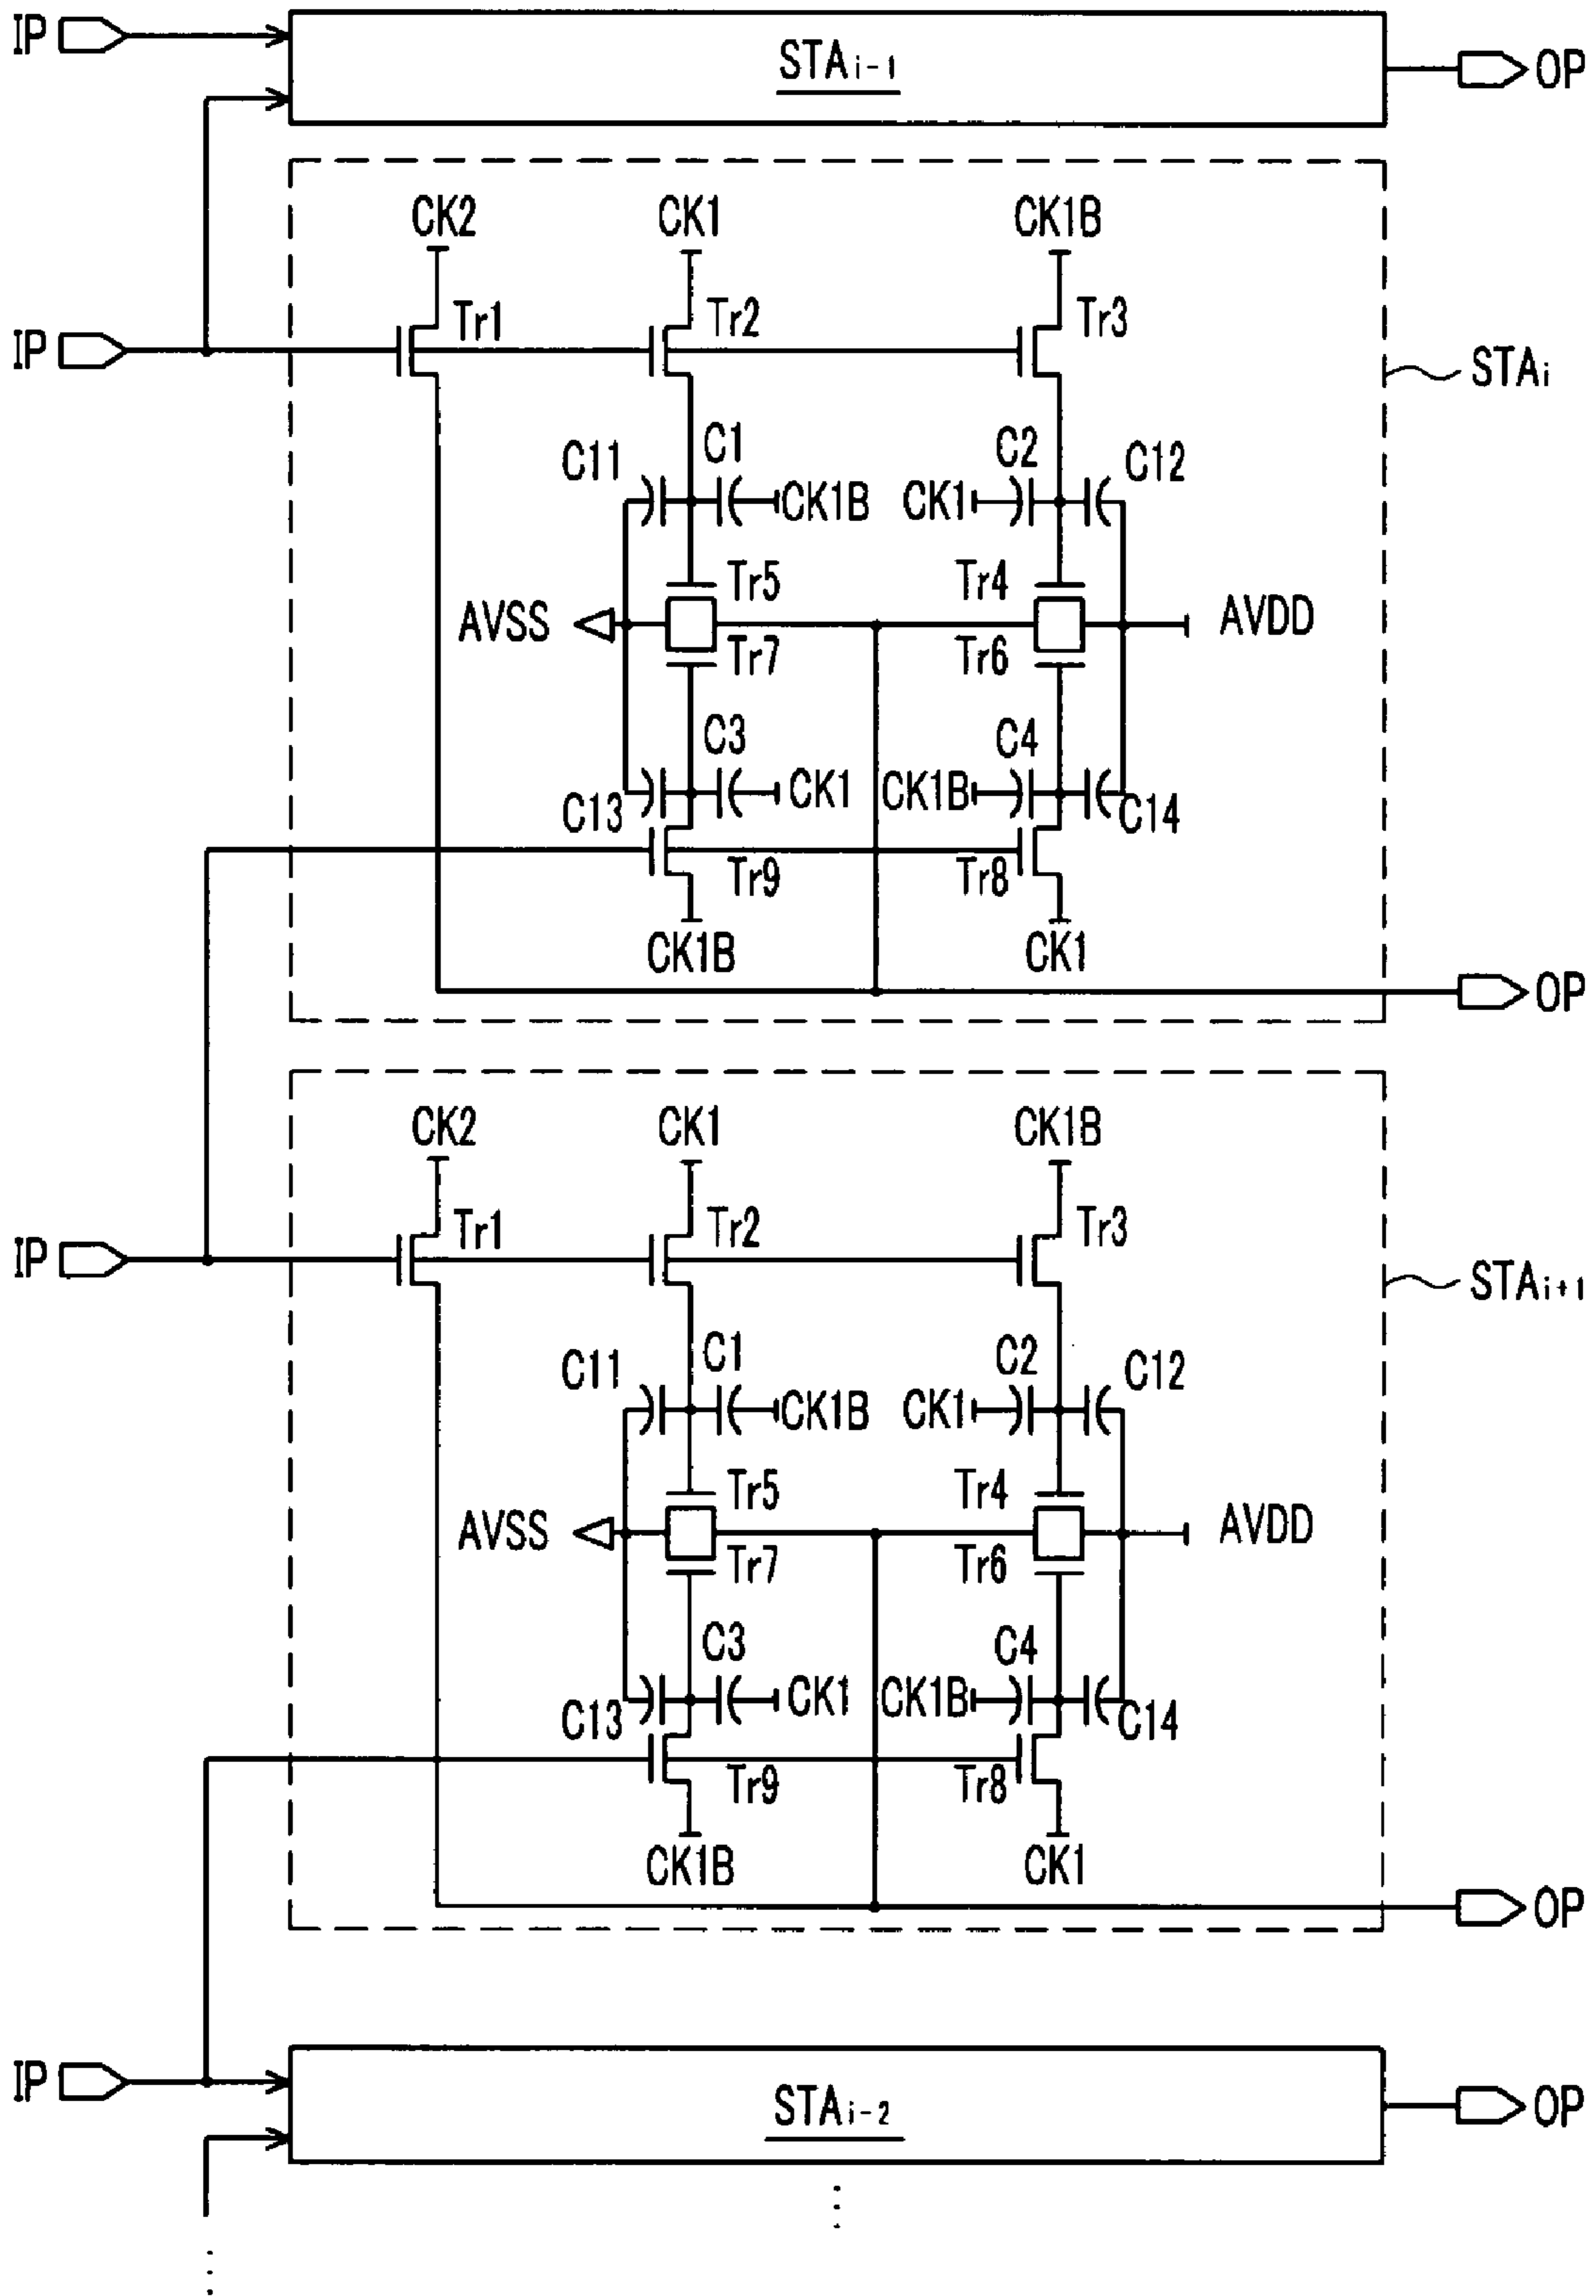 IP
STAi-1
OP
CK2
CK1
CK1B
Tr1
Tr2
Tr3
IP
STAi
C11
C1
C2
C12
CK1B
CK1
Tr5
Tr4
AVSS
AVDD
Tr7
Tr6
C3
C4
C13
CK1
CK1B
C14
Tr9
Tr8
CK1B
CK1
OP
CK2
CK1
CK1B
Tr1
Tr2
Tr3
IP
STAi+1
C11
C1
C2
C12
CK1B
CK1
Tr5
Tr4
AVSS
AVDD
Tr7
Tr6
C3
C4
C13
CK1
CK1B
C14
Tr9
Tr8
CK1B
CK1
OP
IP
STAi-2
OP